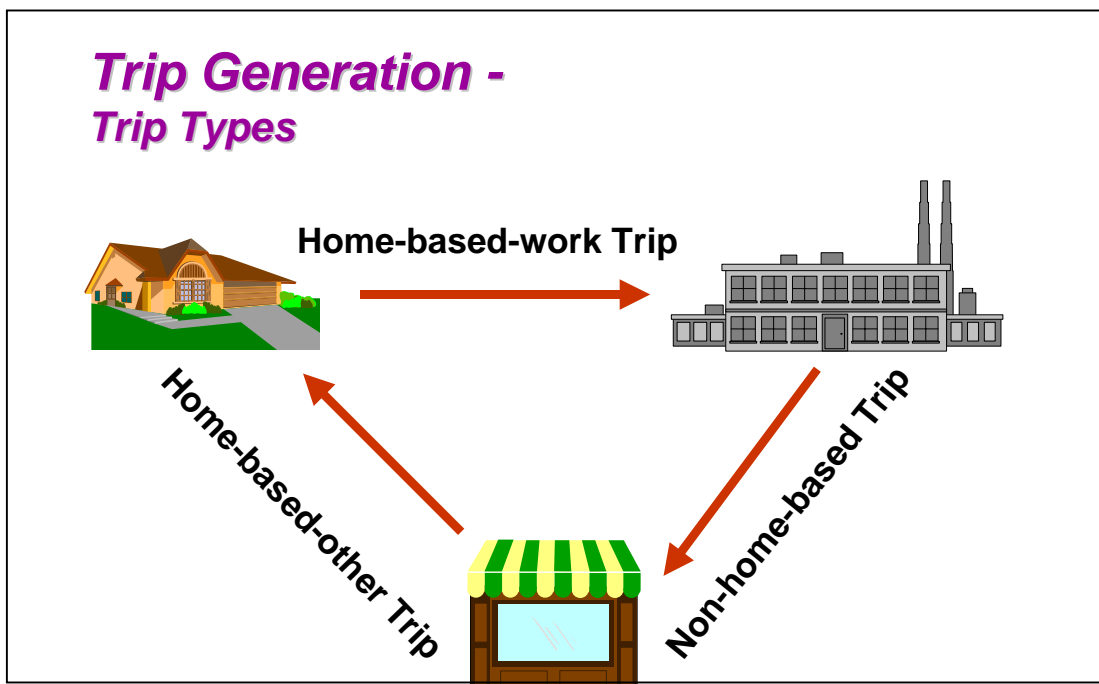 Trip Generation -
Trip Types
Home-based-work Trip
Home-based-other Trip
Non-home-based Trip